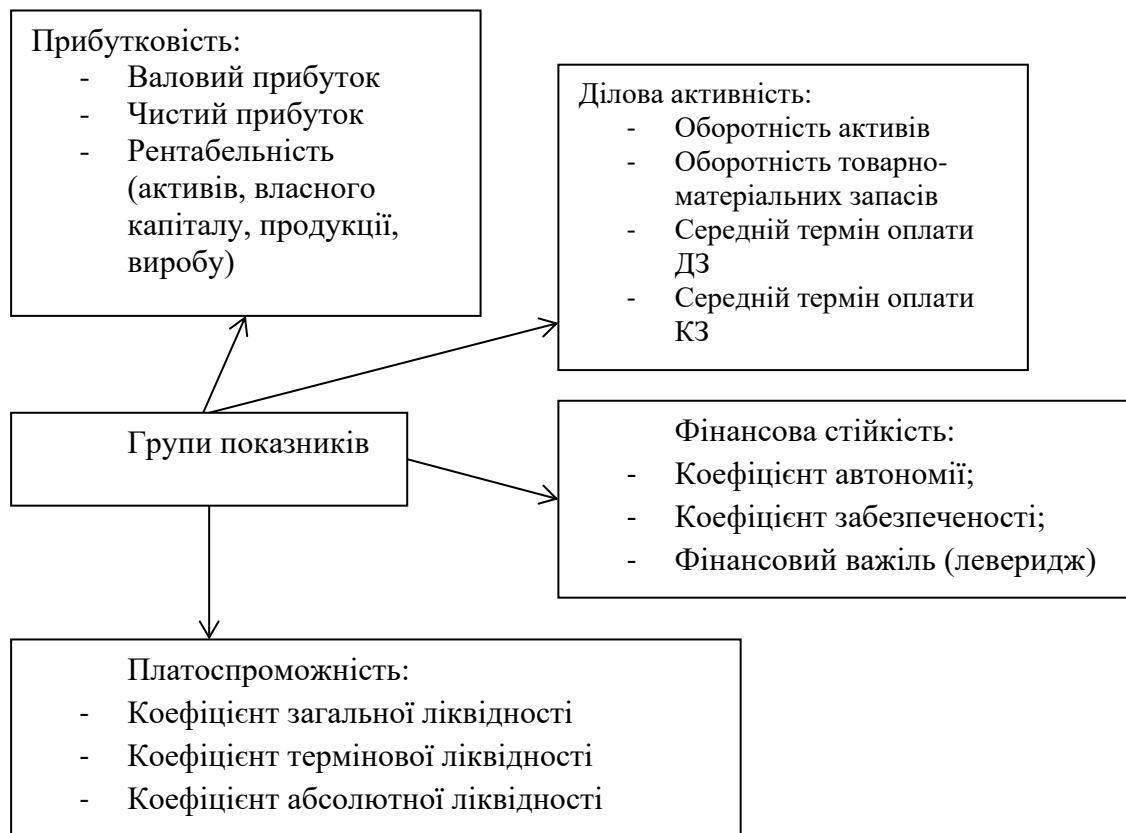 Прибутковість:
- Валовий прибуток
- Чистий прибуток
- Рентабельність
(активів, власного
капіталу, продукції,
виробу)
Ділова активність:
- Оборотність активів
- Оборотність товарно-
матеріальних запасів
- Середній термін оплати
ДЗ
- Середній термін оплати
КЗ
Групи показників
Фінансова стійкість:
- Коефіцієнт автономії;
- Коефіцієнт забезпеченості;
- Фінансовий важіль (леверидж)
Платоспроможність:
- Коефіцієнт загальної ліквідності
- Коефіцієнт термінової ліквідності
- Коефіцієнт абсолютної ліквідності